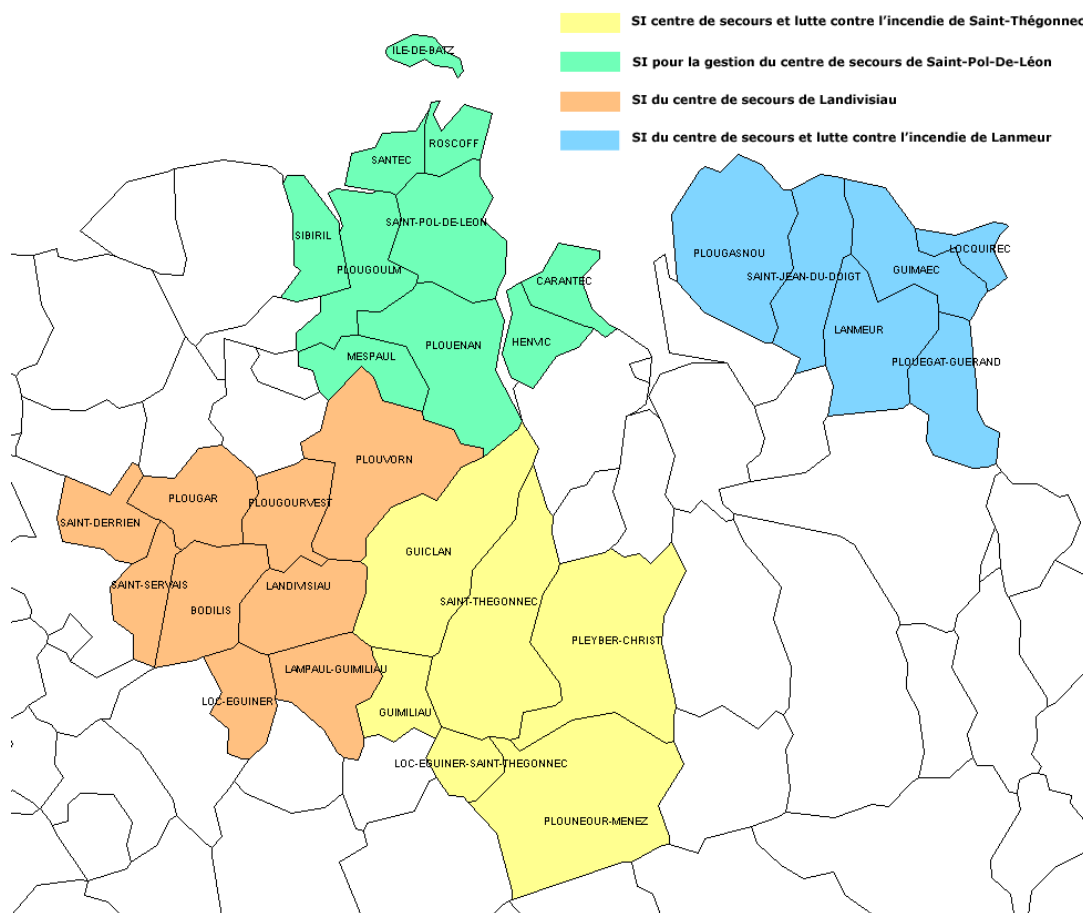 SI centre de secours et lutte contre l'incendie de Saint-Thégonnec
SI pour la gestion du centre de secours de Saint-Pol-De-Léon
SI du centre de secours de Landivisiau
SI du centre de secours et lutte contre l'incendie de Lanmeur
ILE-DE-BATZ
ROSCOFF
SANTEC
SAINT-POL-DE-LEON
SIBIRIL
PLOUGOULM
CARANTEC
HENVIC
PLOUENAN
MESPAUL
PLOUGASNOU
SAINT-JEAN-DU-DOIGT
GUIMAEC
LOCQUIREC
LANMEUR
PLOUEGAT-GUERAND
PLOUVORN
PLOUGAR
PLOUGOURVEST
SAINT-DERRIEN
SAINT-SERVAIS
BODILIS
LANDIVISIAU
LAMPAUL-GUIMILIAU
LOC-EGUINER
GUICLAN
SAINT-THEGONNEC
PLEYBER-CHRIST
GUIMILIAU
LOC-EGUINER-SAINT-THEGONNEC
PLOUNEOUR-MENEZ